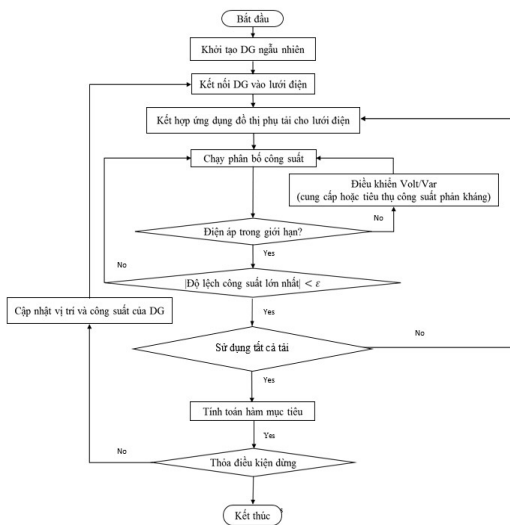 Bắt đầu
Khởi tạo DG ngẫu nhiên
Kết nối DG vào lưới điện
Kết hợp ứng dụng đồ thị phụ tải cho lưới điện
Chạy phân bố công suất
Điều khiển Volt/Var
(cung cấp hoặc tiêu thụ công suất phản kháng)
No
Điện áp trong giới hạn?
Yes
No
|Độ lệch công suất lớn nhất| < ε
Cập nhật vị trí và công suất của DG
Yes
No
Sử dụng tất cả tải
Yes
Tính toán hàm mục tiêu
Yes
No
Thỏa điều kiện dừng
Kết thúc